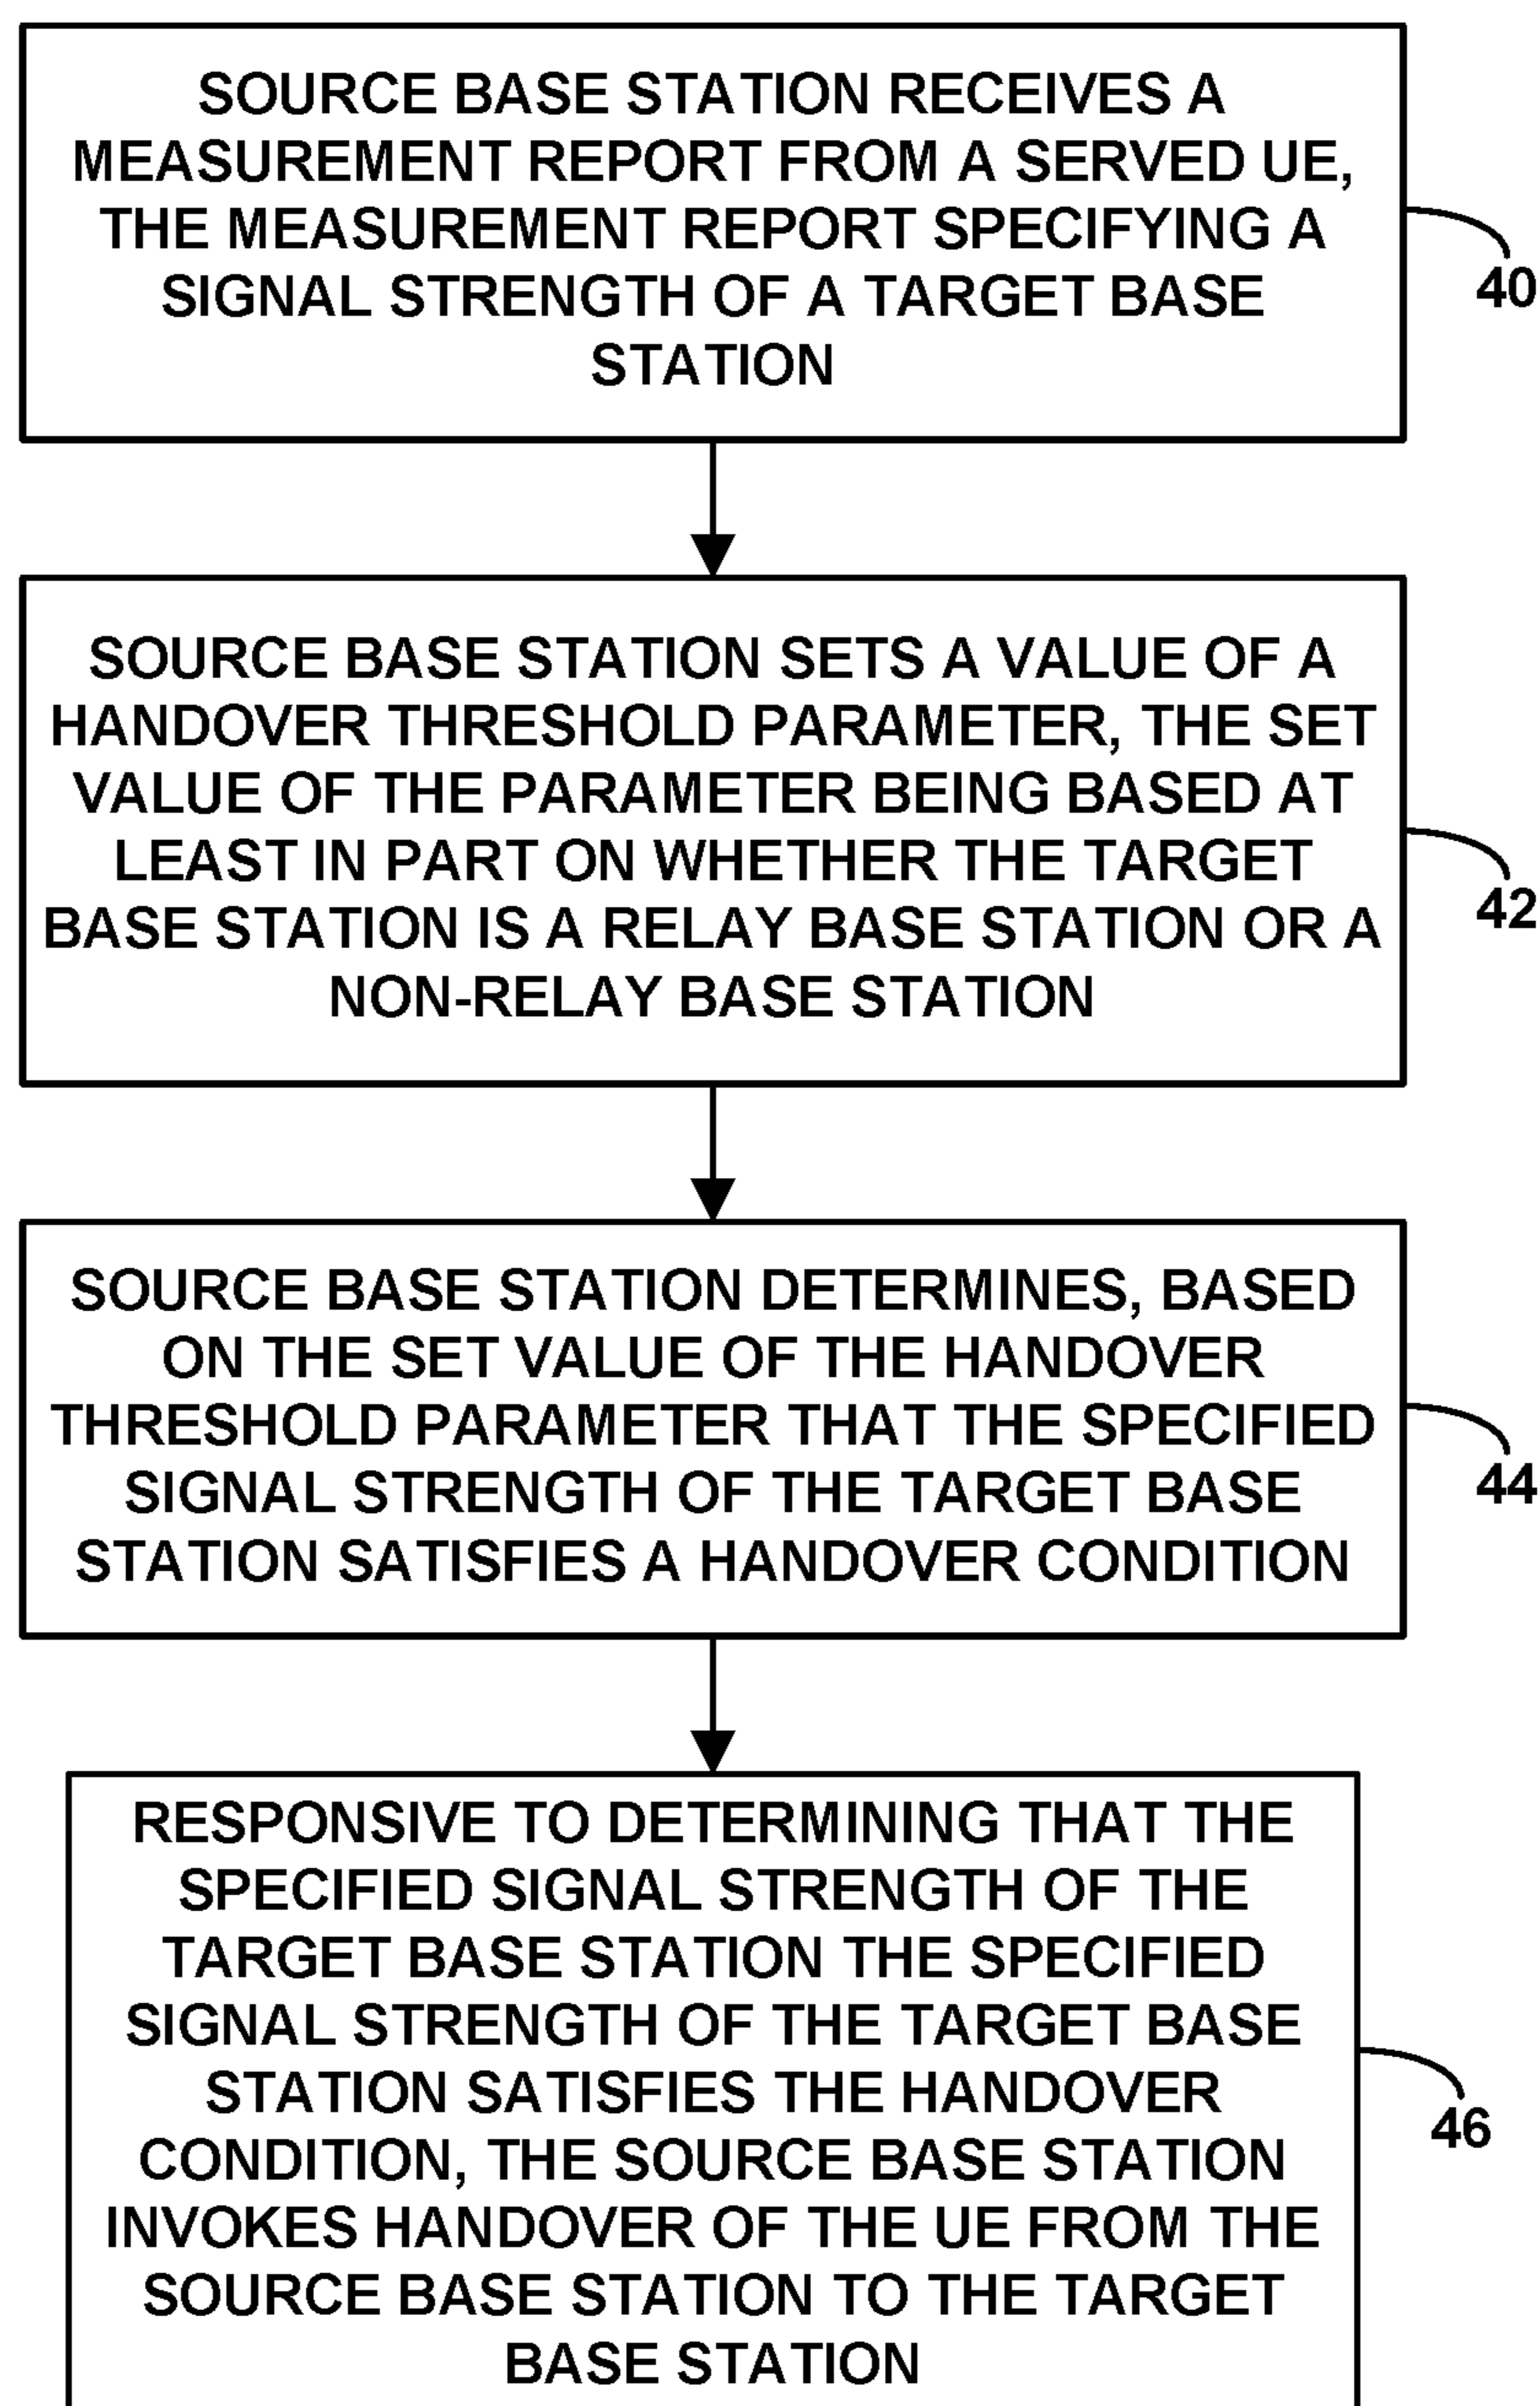 SOURCE BASE STATION RECEIVES A
MEASUREMENT REPORT FROM A SERVED UE,
THE MEASUREMENT REPORT SPECIFYING A
SIGNAL STRENGTH OF A TARGET BASE
STATION
40
SOURCE BASE STATION SETS A VALUE OF A
HANDOVER THRESHOLD PARAMETER, THE SET
VALUE OF THE PARAMETER BEING BASED AT
LEAST IN PART ON WHETHER THE TARGET
BASE STATION IS A RELAY BASE STATION OR A
NON-RELAY BASE STATION
42
SOURCE BASE STATION DETERMINES, BASED
ON THE SET VALUE OF THE HANDOVER
THRESHOLD PARAMETER THAT THE SPECIFIED
SIGNAL STRENGTH OF THE TARGET BASE
STATION SATISFIES A HANDOVER CONDITION
44
RESPONSIVE TO DETERMINING THAT THE
SPECIFIED SIGNAL STRENGTH OF THE
TARGET BASE STATION THE SPECIFIED
SIGNAL STRENGTH OF THE TARGET BASE
STATION SATISFIES THE HANDOVER
CONDITION, THE SOURCE BASE STATION
INVOKES HANDOVER OF THE UE FROM THE
SOURCE BASE STATION TO THE TARGET
BASE STATION
46